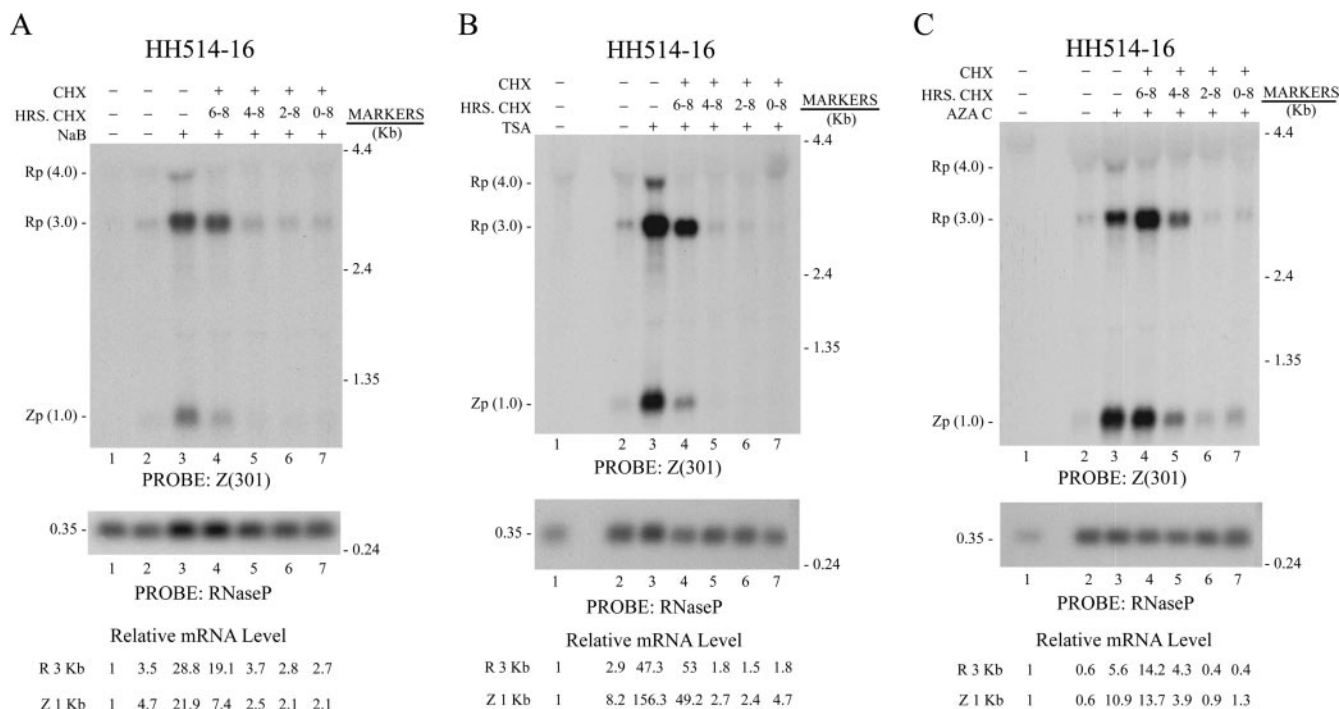 A
HH514-16
CHX – – – + + + +
HRS. CHX 6-8 4-8 2-8 0-8 MARKERS
NaB – – + + + + + (Kb)
- 4.4
Rp (4.0) -
Rp (3.0) -
- 2.4
- 1.35
Zp (1.0) -
1 2 3 4 5 6 7
PROBE: Z(301)
0.35 -
- 0.24
1 2 3 4 5 6 7
PROBE: RNaseP
Relative mRNA Level
R 3 Kb 1 3.5 28.8 19.1 3.7 2.8 2.7
Z 1 Kb 1 4.7 21.9 7.4 2.5 2.1 2.1
B
HH514-16
CHX – – – + + + +
HRS. CHX 6-8 4-8 2-8 0-8 MARKERS
TSA – – + + + + + (Kb)
- 4.4
Rp (4.0) -
Rp (3.0) -
- 2.4
- 1.35
Zp (1.0) -
1 2 3 4 5 6 7
PROBE: Z(301)
0.35 -
- 0.24
1 2 3 4 5 6 7
PROBE: RNaseP
Relative mRNA Level
R 3 Kb 1 2.9 47.3 53 1.8 1.5 1.8
Z 1 Kb 1 8.2 156.3 49.2 2.7 2.4 4.7
C
HH514-16
CHX – – – + + + +
HRS. CHX 6-8 4-8 2-8 0-8 MARKERS
AZA C – – + + + + + (Kb)
- 4.4
Rp (4.0) -
Rp (3.0) -
- 2.4
- 1.35
Zp (1.0) -
1 2 3 4 5 6 7
PROBE: Z(301)
0.35 -
- 0.24
1 2 3 4 5 6 7
PROBE: RNaseP
Relative mRNA Level
R 3 Kb 1 0.6 5.6 14.2 4.3 0.4 0.4
Z 1 Kb 1 0.6 10.9 13.7 3.9 0.9 1.3